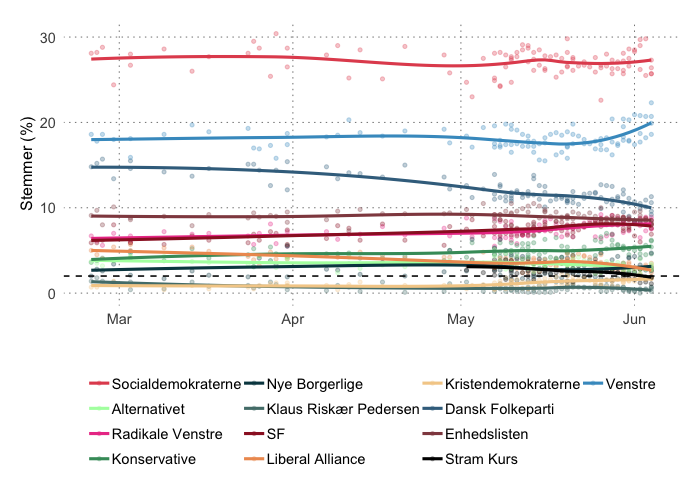 30
20
10
0
Stemmer (%)
Mar Apr May Jun
Socialdemokraterne Nye Borgerlige Kristendemokraterne Venstre
Alternativet Klaus Riskær Pedersen Dansk Folkeparti
Radikale Venstre SF Enhedslisten
Konservative Liberal Alliance Stram Kurs